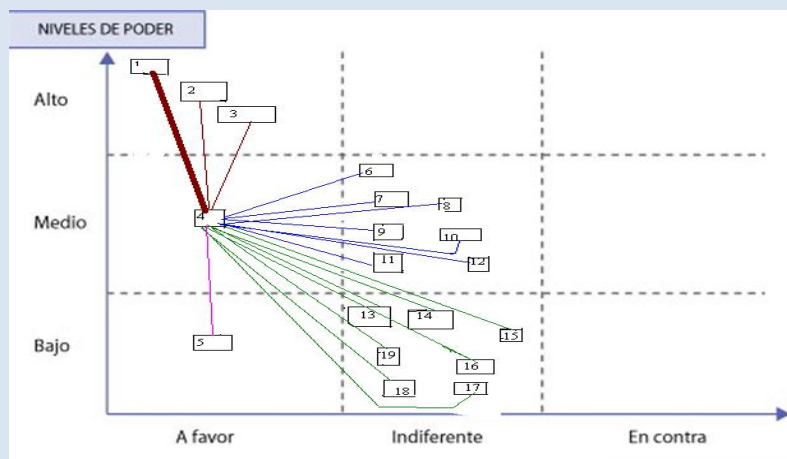 NIVELES DE PODER
Alto
1
2
3
Medio
4
6
7
8
9
10
11
12
Bajo
5
13
14
15
19
16
18
17
A favor
Indiferente
En contra